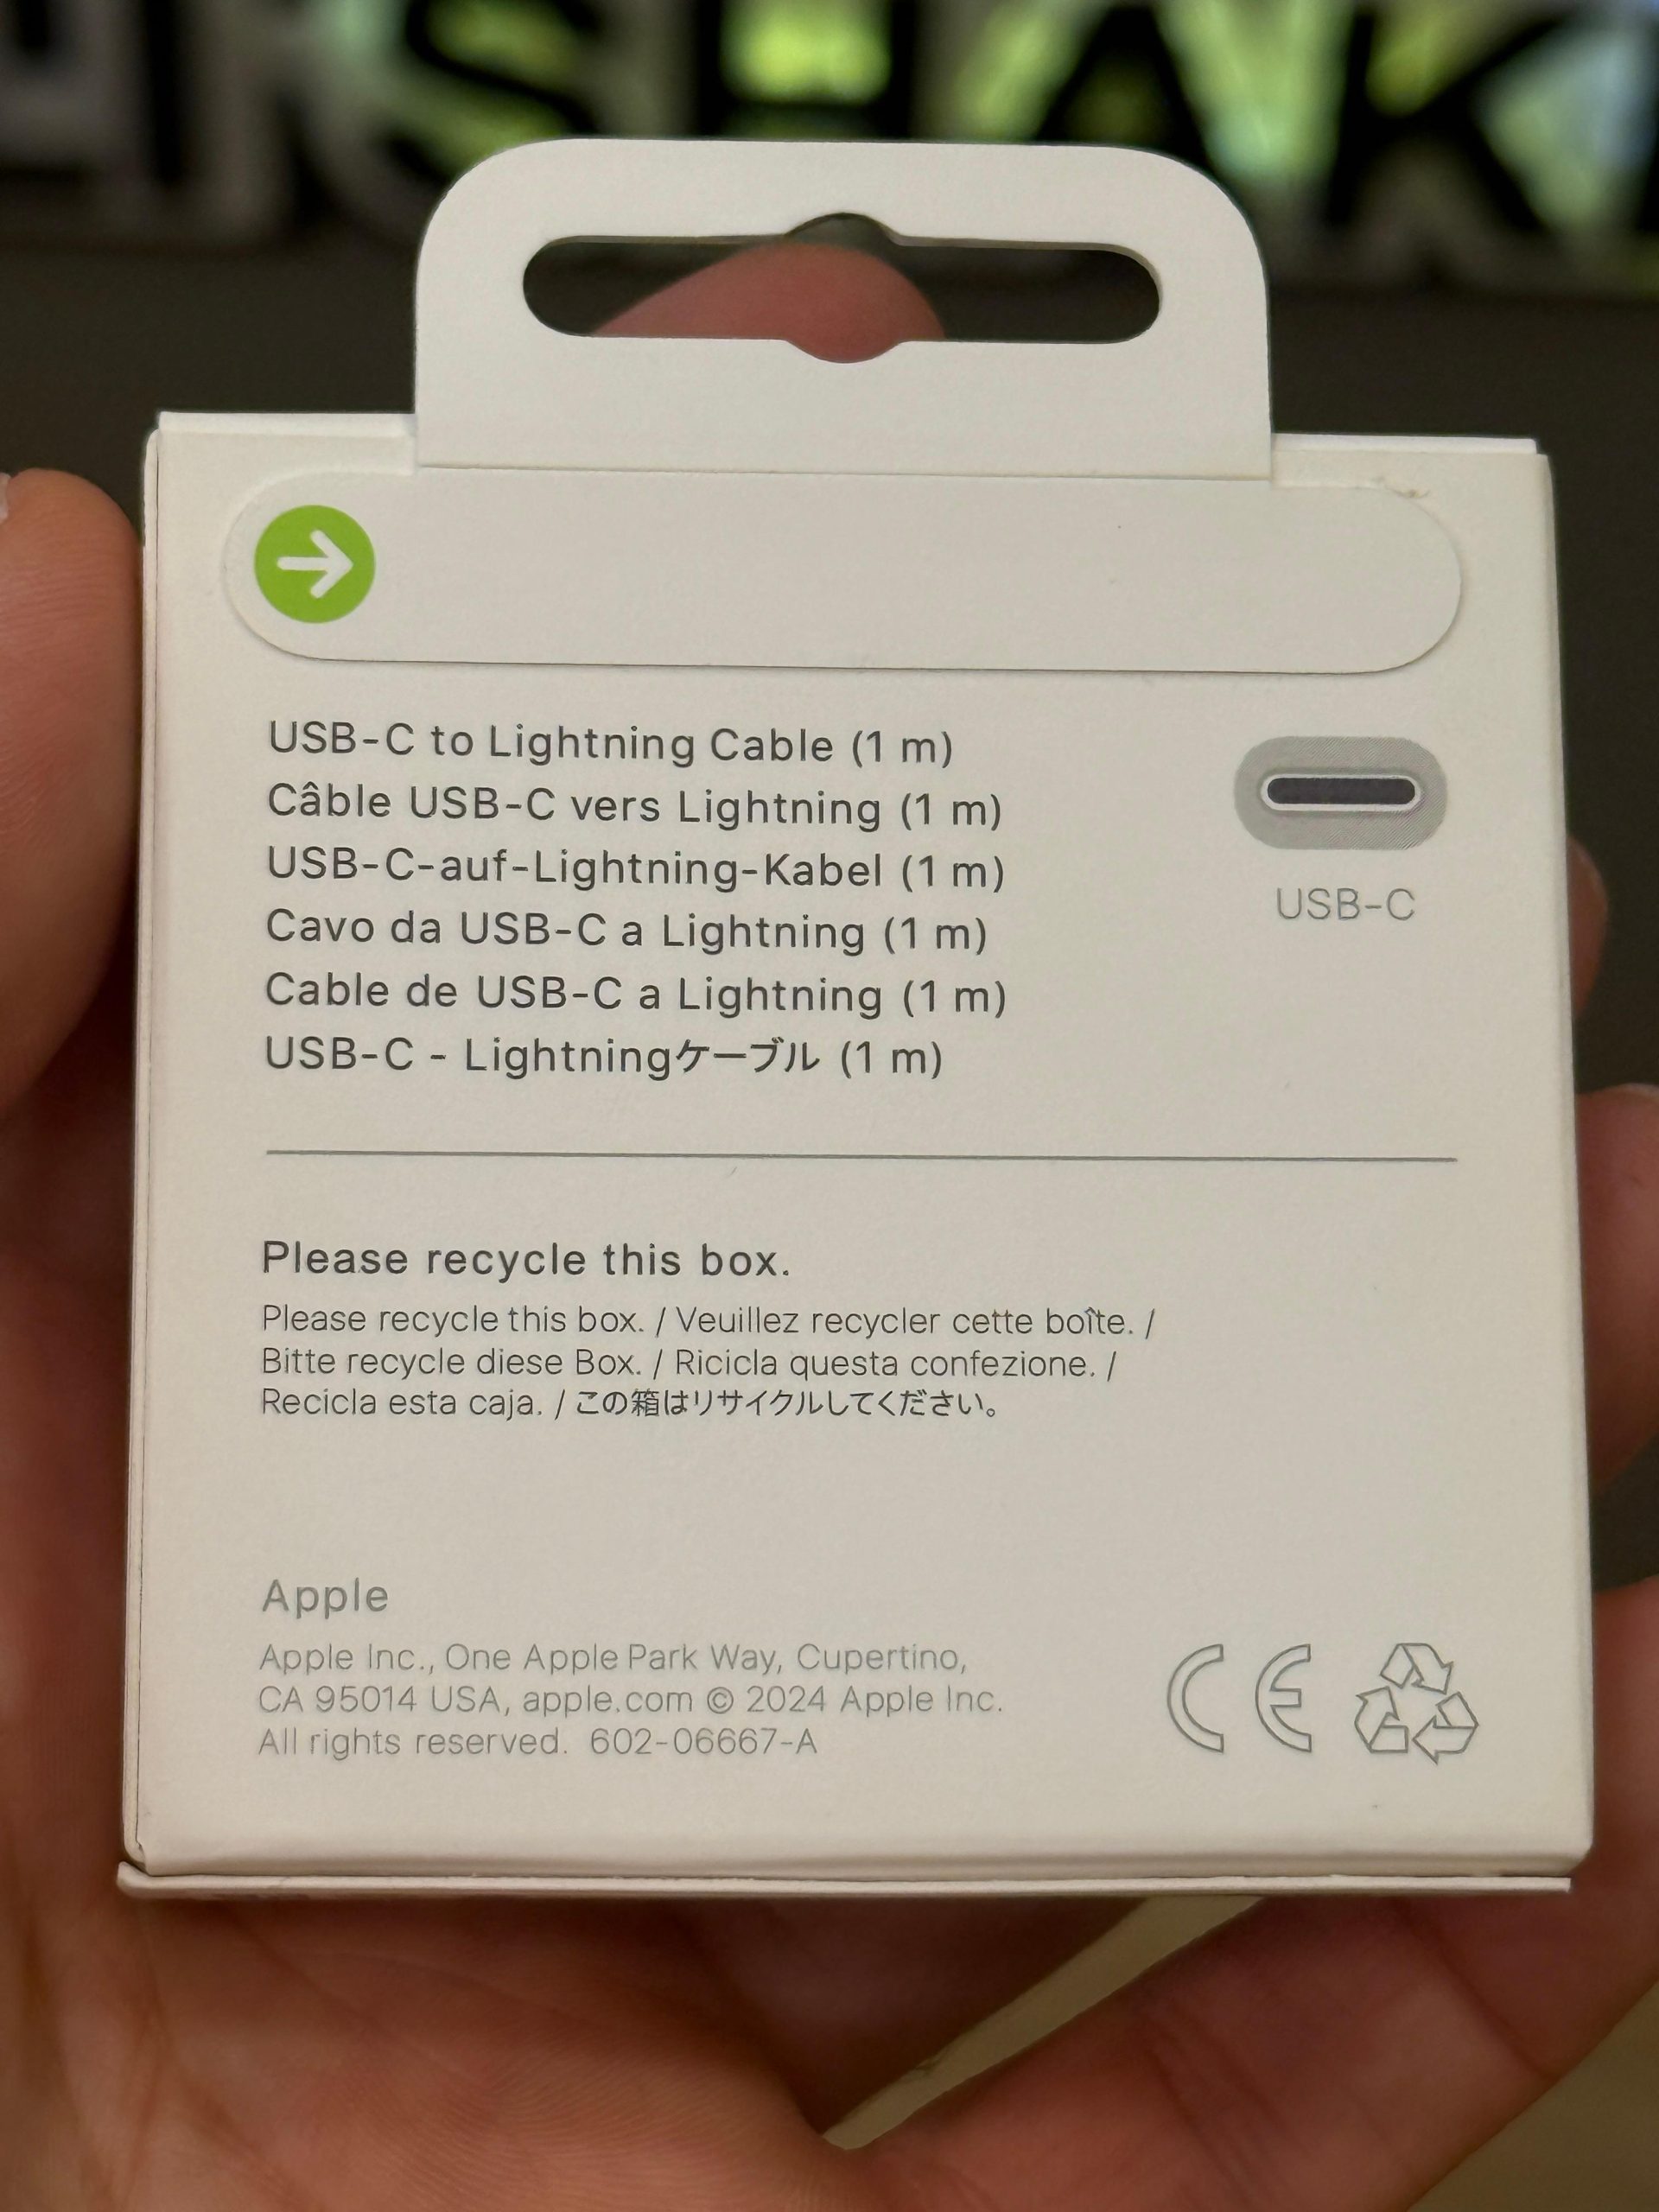 USB-C to Lightning Cable (1 m)
Câble USB-C vers Lightning (1 m)
USB-C-auf-Lightning-Kabel (1 m)
Cavo da USB-C a Lightning (1 m)
Cable de USB-C a Lightning (1 m)
USB-C - Lightningケーブル (1 m)
USB-C
Please recycle this box.
Please recycle this box. / Veuillez recycler cette boîte. /
Bitte recycle diese Box. / Ricicla questa confezione. /
Recicla esta caja. / この箱はリサイクルしてください。
Apple
Apple Inc., One Apple Park Way, Cupertino,
CA 95014 USA, apple.com © 2024 Apple Inc.
All rights reserved. 602-06667-A
CE